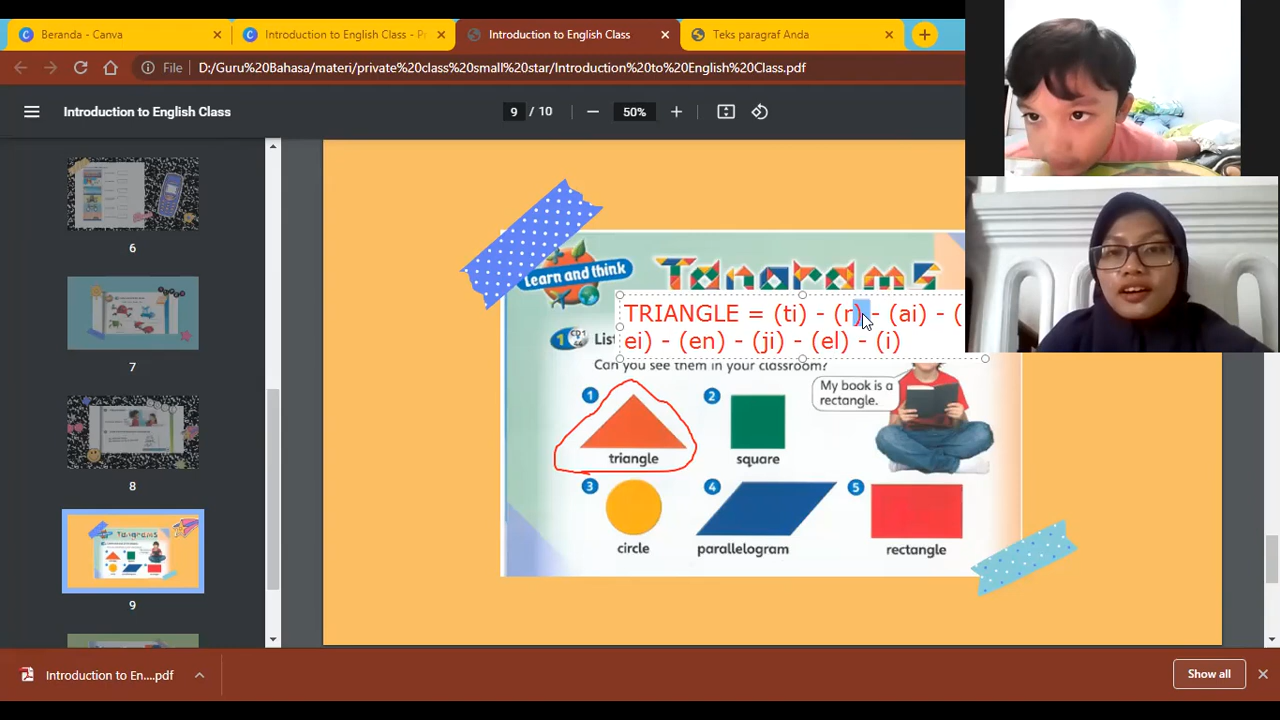 Beranda - Canva
Introduction to English Class - P
Introduction to English Class
Teks paragraf Anda
File
D:/Guru%20Bahasa/materi/private%20class%20small%20star/Introduction%20to%20English%20Class.pdf
Introduction to English Class
9 / 10
50%
6
7
8
9
Learn and think
Tangrams
TRIANGLE = (ti) - (r) - (ai) - (
ei) - (en) - (ji) - (el) - (i)
1
Can you see them in your classroom?
My book is a
rectangle.
1
triangle
2
square
3
circle
4
parallelogram
5
rectangle
Introduction to En....pdf
Show all